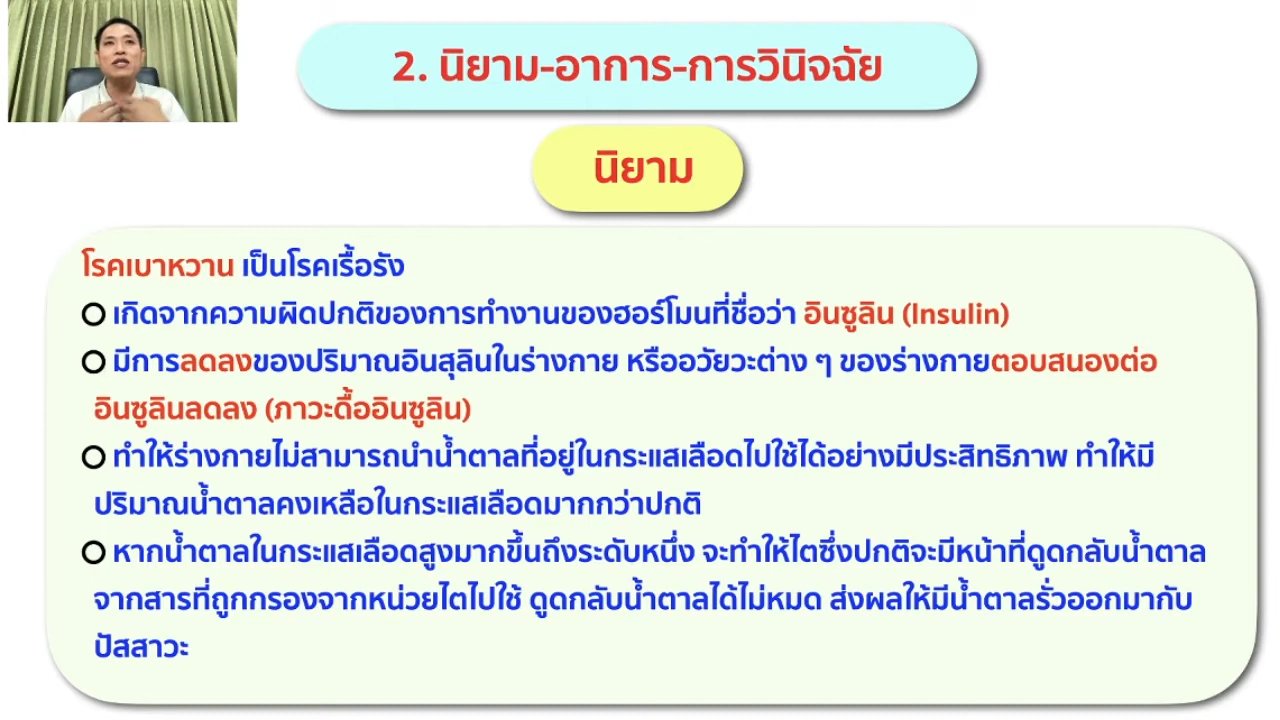 2. นิยาม-อาการ-การวินิจฉัย
นิยาม
โรคเบาหวาน เป็นโรคเรื้อรัง
เกิดจากความผิดปกติของการทำงานของฮอร์โมนที่ชื่อว่า อินซูลิน (Insulin)
มีการลดลงของปริมาณอินสุลินในร่างกาย หรืออวัยวะต่าง ๆ ของร่างกายตอบสนองต่อ
อินซูลินลดลง (ภาวะดื้ออินซูลิน)
ทำให้ร่างกายไม่สามารถนำน้ำตาลที่อยู่ในกระแสเลือดไปใช้ได้อย่างมีประสิทธิภาพ ทำให้มี
ปริมาณน้ำตาลคงเหลือในกระแสเลือดมากกว่าปกติ
หากน้ำตาลในกระแสเลือดสูงมากขึ้นถึงระดับหนึ่ง จะทำให้ไตซึ่งปกติจะมีหน้าที่ดูดกลับน้ำตาล
จากสารที่ถูกกรองจากหน่วยไตไปใช้ ดูดกลับน้ำตาลได้ไม่หมด ส่งผลให้มีน้ำตาลรั่วออกมากับ
ปัสสาวะ